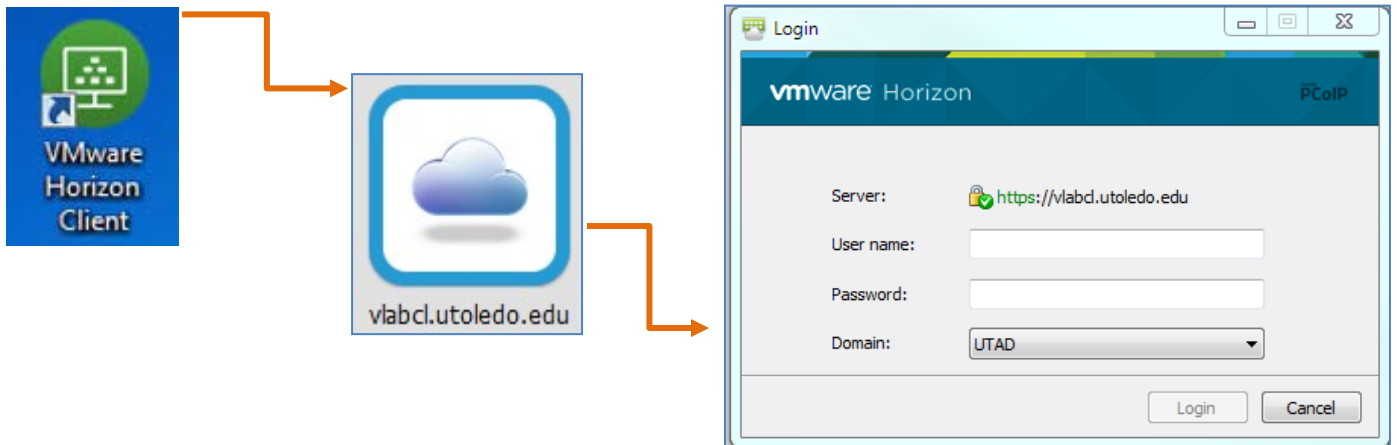 VMware
Horizon
Client
vlabcl.utoledo.edu
Login
vmware Horizon
PCoIP
Server:
https://vlabcl.utoledo.edu
User name:
Password:
Domain:
UTAD
Login
Cancel